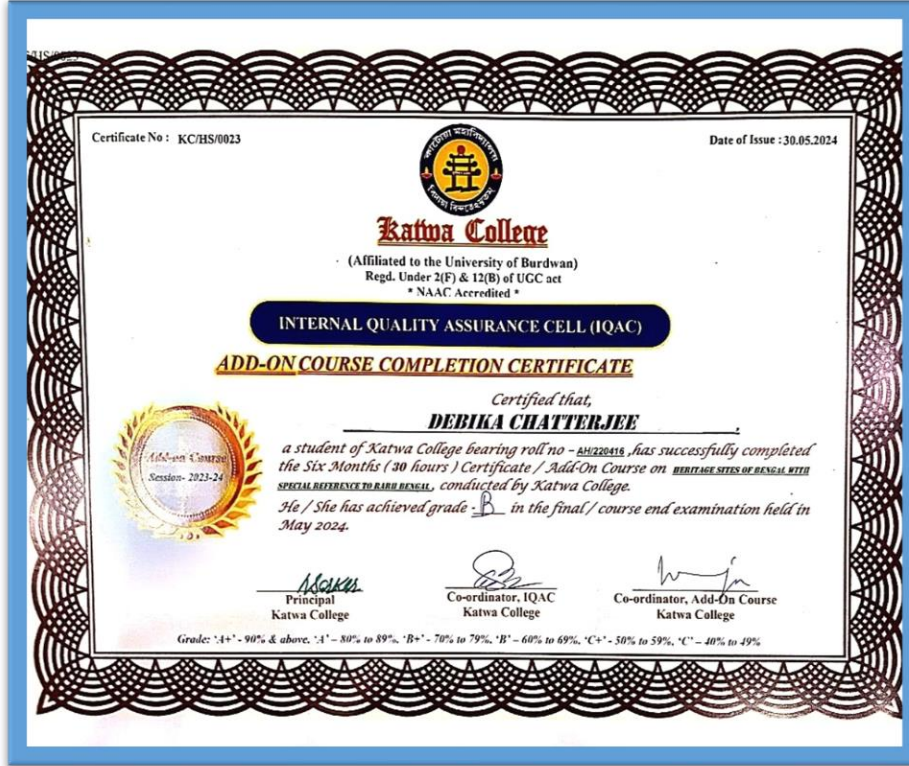 Certificate No : KC/HS/0023
Date of Issue : 30.05.2024
কাটোয়া মহাবিদ্যালয়
Katwa College
(Affiliated to the University of Burdwan)
Regd. Under 2(F) & 12(B) of UGC act
* NAAC Accredited *
INTERNAL QUALITY ASSURANCE CELL (IQAC)
ADD-ON COURSE COMPLETION CERTIFICATE
Certified that,
DEBIKA CHATTERJEE,
a student of Katwa College bearing roll no - AH/220416 ,has successfully completed
the Six Months ( 30 hours ) Certificate / Add-On Course on HERITAGE SITES OF BENGAL WITH
SPECIAL REFERENCE TO RARH BENGAL, conducted by Katwa College.
He / She has achieved grade - B in the final / course end examination held in
May 2024.
Add-on Course
Session- 2023-24
Principal
Katwa College
Co-ordinator, IQAC
Katwa College
Co-ordinator, Add-On Course
Katwa College
Grade: 'A+' - 90% & above, 'A' – 80% to 89%, 'B+' - 70% to 79%, 'B' – 60% to 69%, 'C+' - 50% to 59%, 'C' – 40% to 49%